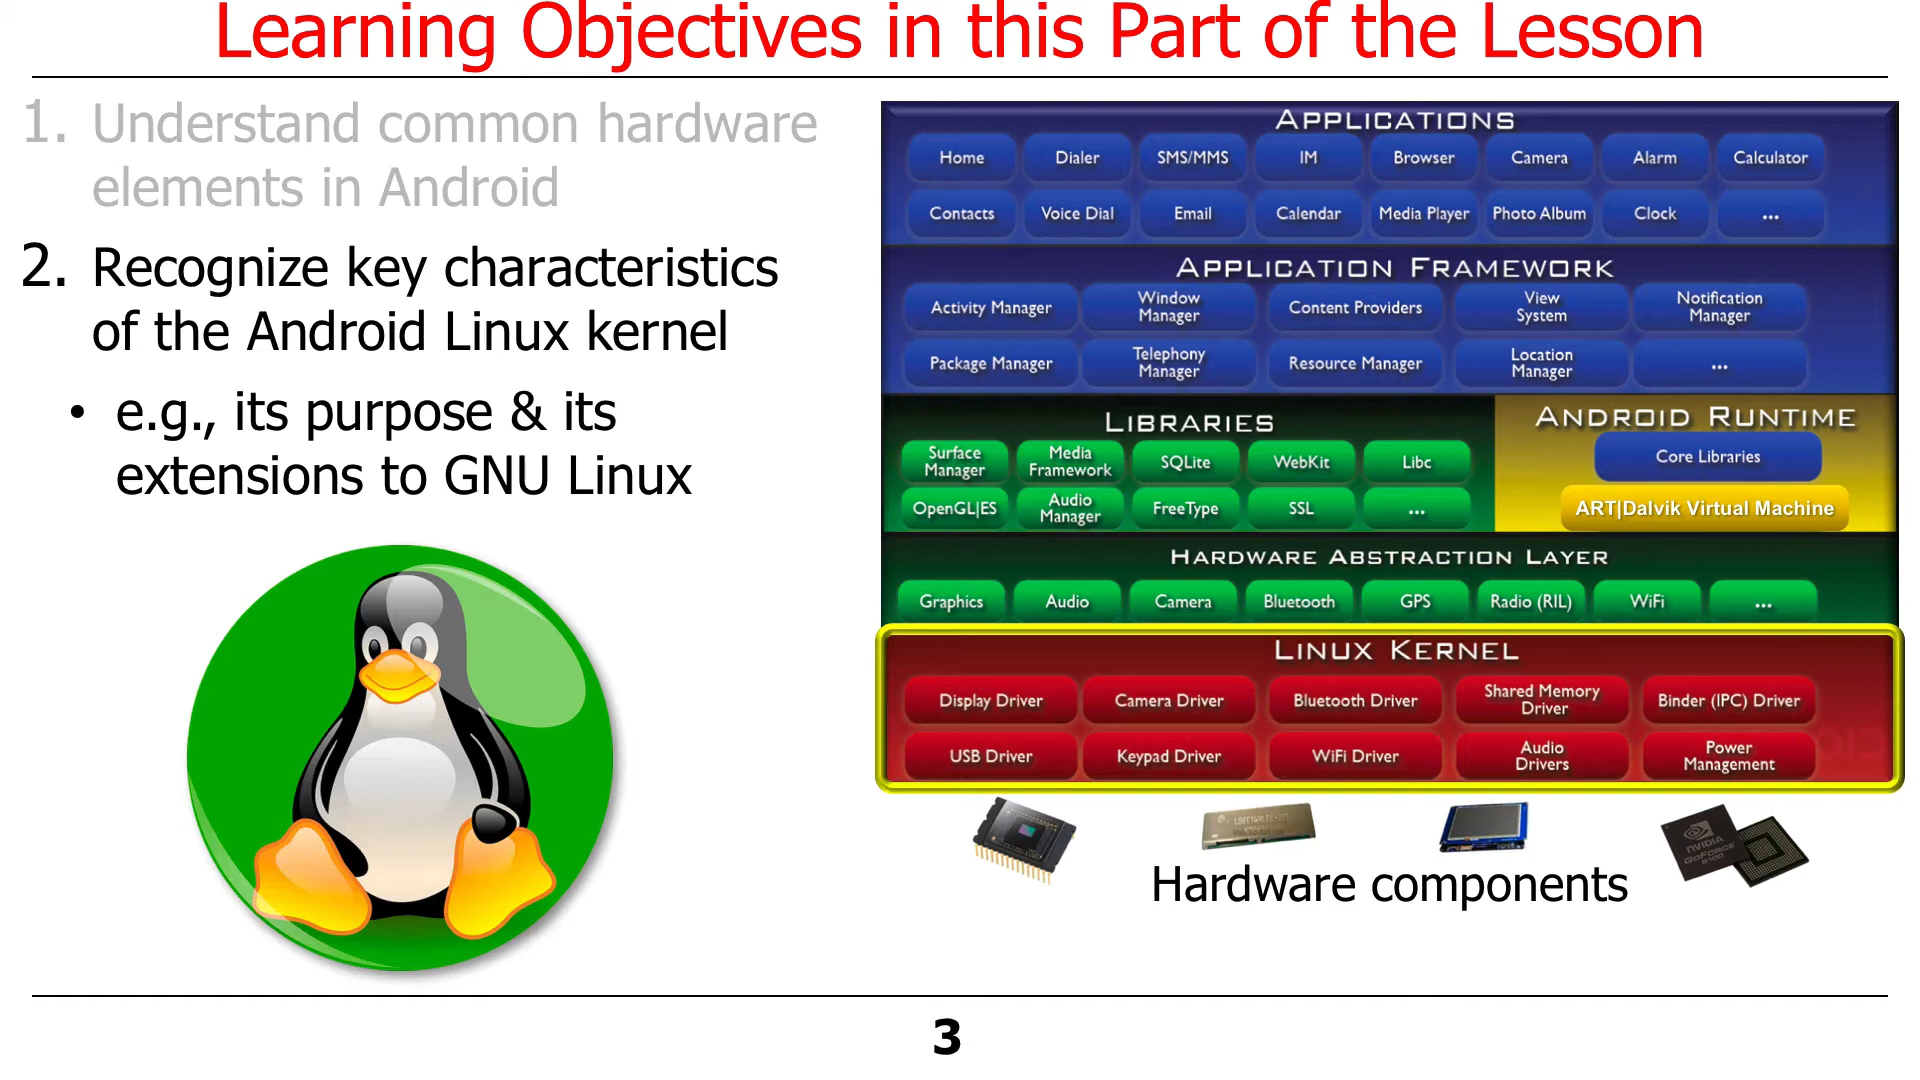 Learning Objectives in this Part of the Lesson
1. Understand common hardware
elements in Android
2. Recognize key characteristics
of the Android Linux kernel
• e.g., its purpose & its
extensions to GNU Linux
APPLICATIONS
Home Dialer SMS/MMS IM Browser Camera Alarm Calculator
Contacts Voice Dial Email Calendar Media Player Photo Album Clock ...
APPLICATION FRAMEWORK
Activity Manager Window Manager Content Providers View System Notification Manager
Package Manager Telephony Manager Resource Manager Location Manager ...
LIBRARIES
Surface Manager Media Framework SQLite WebKit Libc
OpenGL|ES Audio Manager FreeType SSL ...
ANDROID RUNTIME
Core Libraries
ART|Dalvik Virtual Machine
HARDWARE ABSTRACTION LAYER
Graphics Audio Camera Bluetooth GPS Radio (RIL) WiFi ...
LINUX KERNEL
Display Driver Camera Driver Bluetooth Driver Shared Memory Driver Binder (IPC) Driver
USB Driver Keypad Driver WiFi Driver Audio Drivers Power Management
NVIDIA
GOFORCE
Hardware components
3